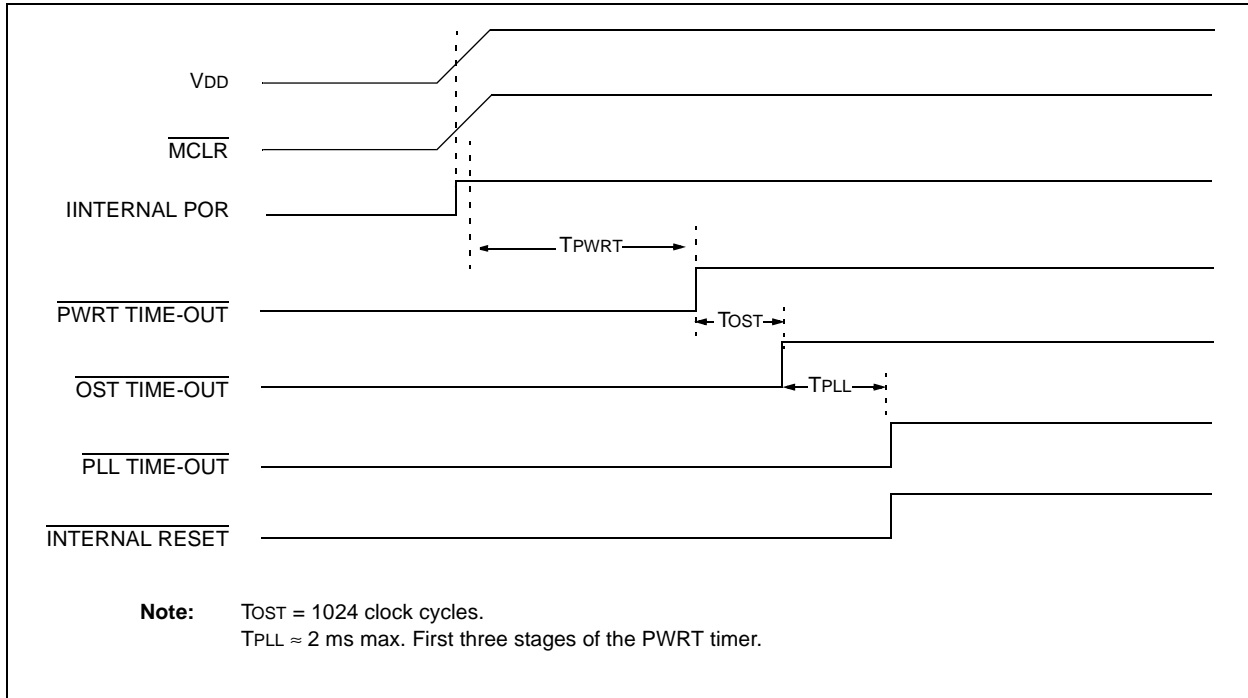 VDD
MCLR
IINTERNAL POR
TPWRT
PWRT TIME-OUT
TOST
OST TIME-OUT
TPLL
PLL TIME-OUT
INTERNAL RESET
Note: TOST = 1024 clock cycles.
TPLL ≈ 2 ms max. First three stages of the PWRT timer.